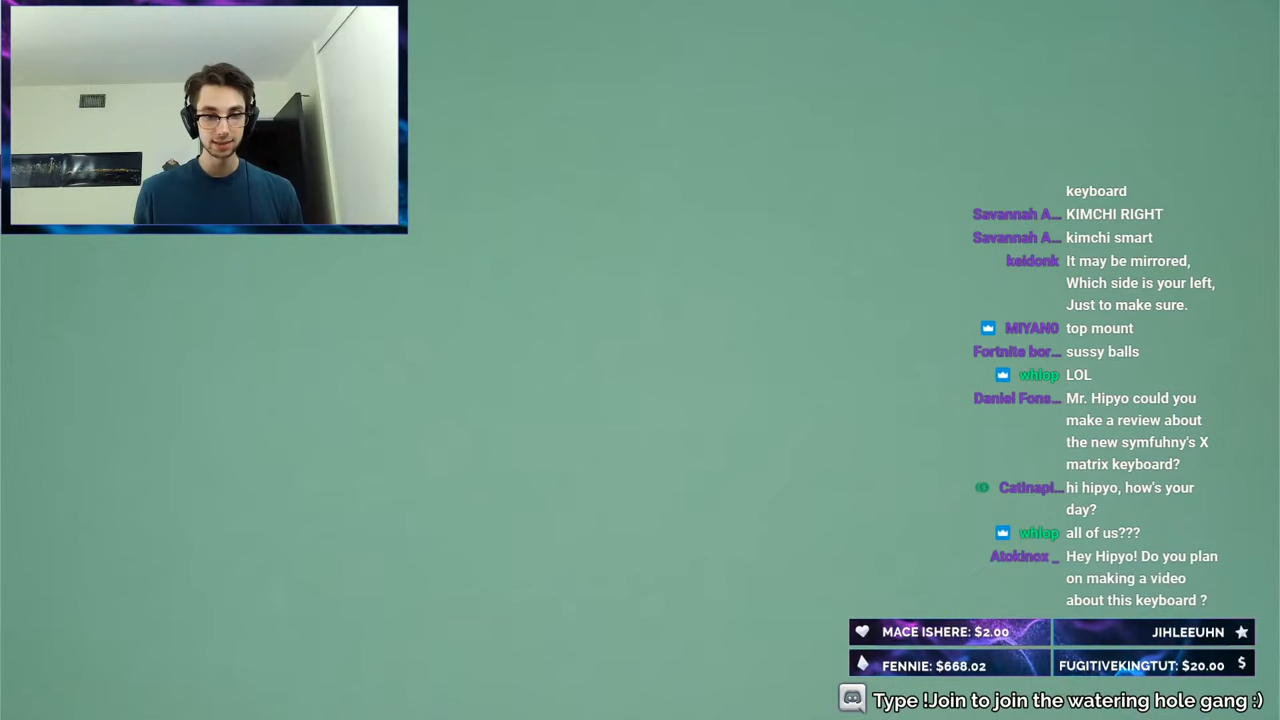 keyboard
Savannah A... KIMCHI RIGHT
Savannah A... kimchi smart
keidonk It may be mirrored,
Which side is your left,
Just to make sure.
MIYAN0 top mount
Fortnite bor... sussy balls
whlop LOL
Daniel Fons... Mr. Hipyo could you
make a review about
the new symfuhny's X
matrix keyboard?
Catinapi... hi hipyo, how's your
day?
whlop all of us???
Atokinox _ Hey Hipyo! Do you plan
on making a video
about this keyboard ?
MACE ISHERE: $2.00 JIHLEEUHN
FENNIE: $668.02 FUGITIVEKINGTUT: $20.00 $
Type !Join to join the watering hole gang :)